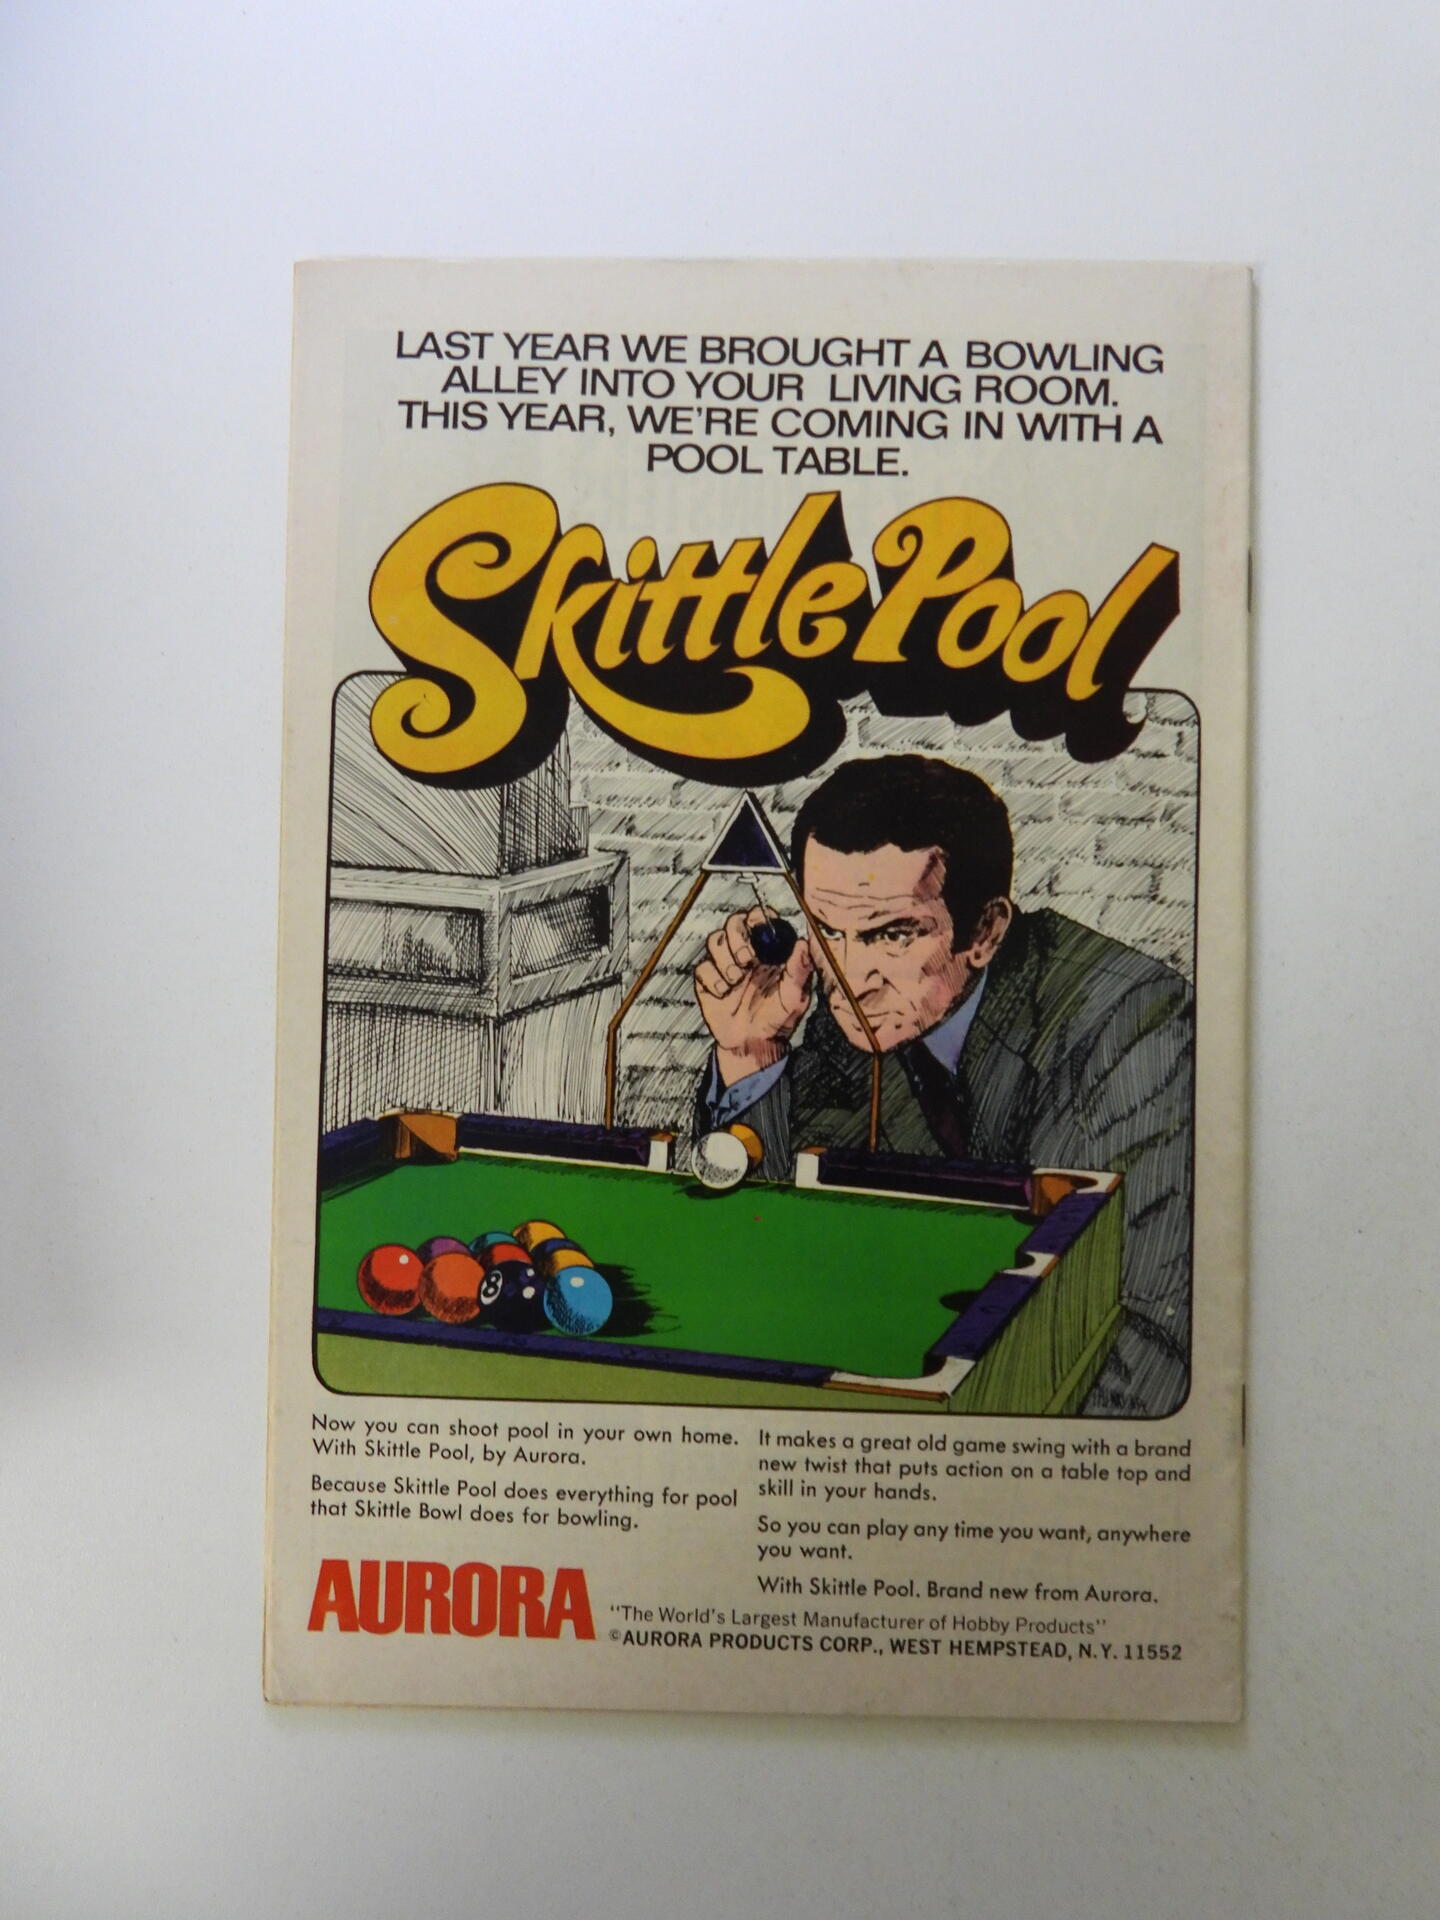 LAST YEAR WE BROUGHT A BOWLING
ALLEY INTO YOUR LIVING ROOM.
THIS YEAR, WE'RE COMING IN WITH A
POOL TABLE.
Skittle Pool
8
Now you can shoot pool in your own home.
With Skittle Pool, by Aurora.
Because Skittle Pool does everything for pool
that Skittle Bowl does for bowling.
It makes a great old game swing with a brand
new twist that puts action on a table top and
skill in your hands.
So you can play any time you want, anywhere
you want.
With Skittle Pool. Brand new from Aurora.
AURORA
"The World's Largest Manufacturer of Hobby Products"
©AURORA PRODUCTS CORP., WEST HEMPSTEAD, N.Y. 11552